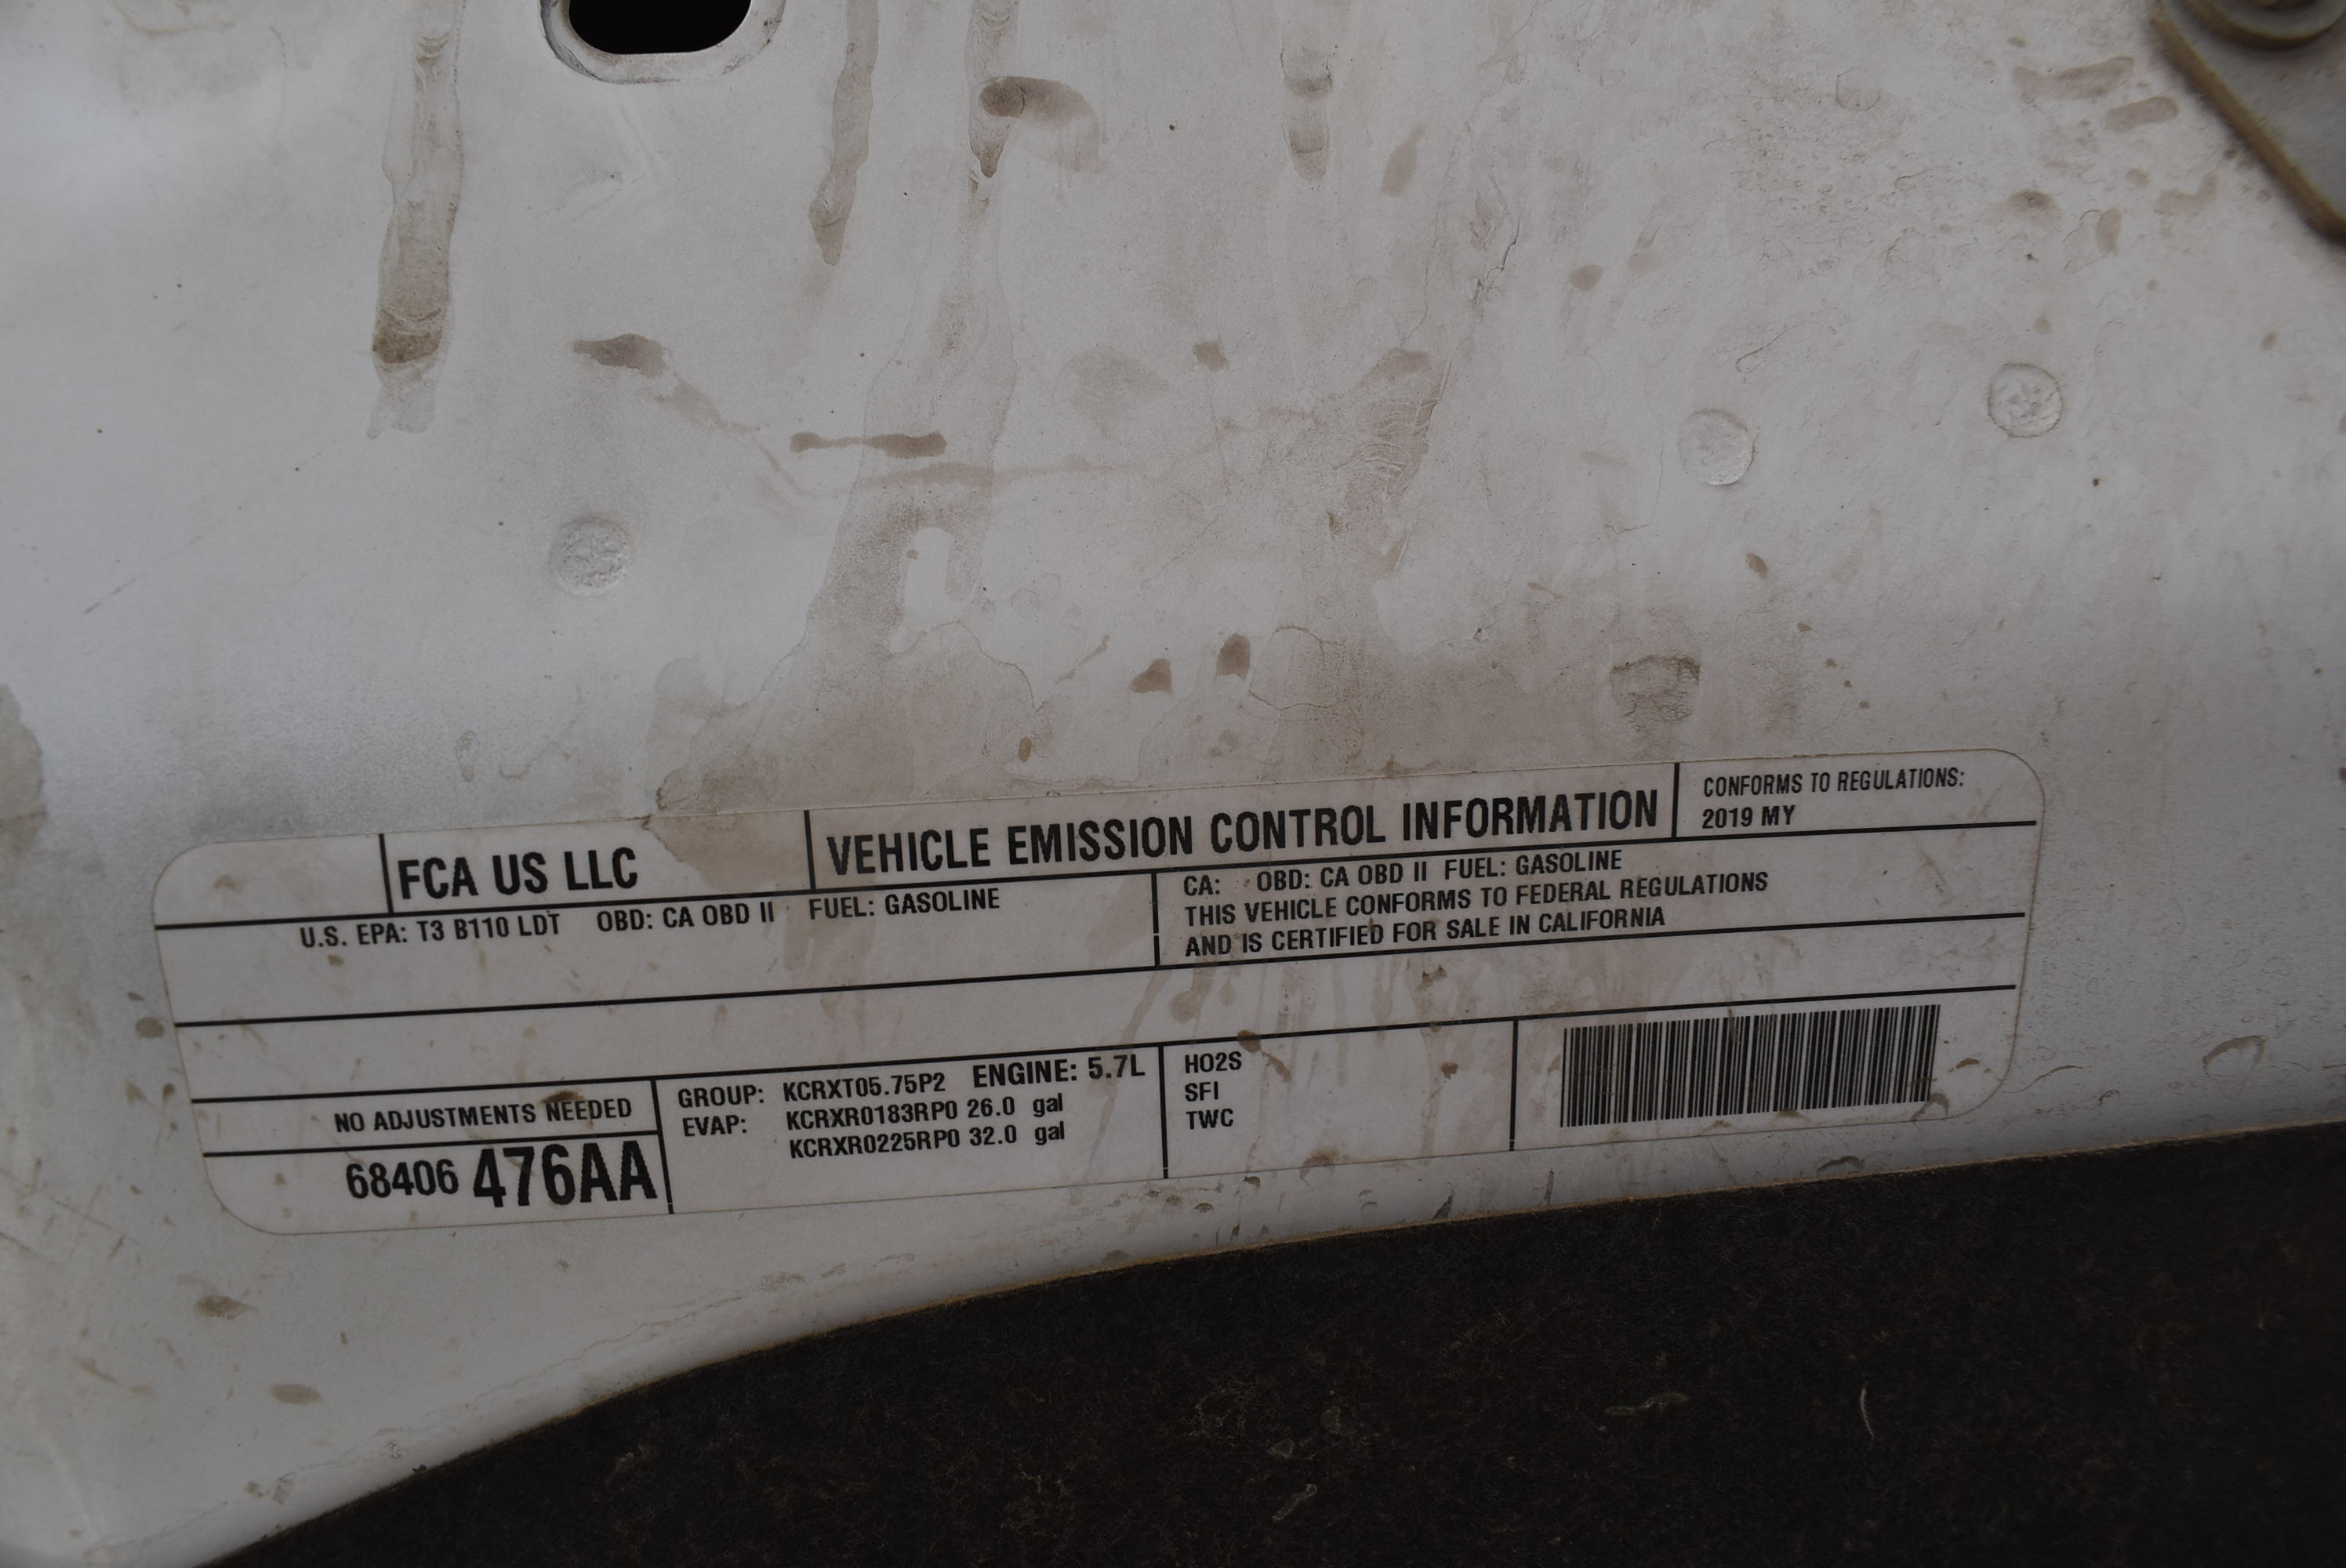 FCA US LLC
VEHICLE EMISSION CONTROL INFORMATION
CONFORMS TO REGULATIONS:
2019 MY
U.S. EPA: T3 B110 LDT OBD: CA OBD II FUEL: GASOLINE
CA: OBD: CA OBD II FUEL: GASOLINE
THIS VEHICLE CONFORMS TO FEDERAL REGULATIONS
AND IS CERTIFIED FOR SALE IN CALIFORNIA
NO ADJUSTMENTS NEEDED
68406 476AA
GROUP: KCRXT05.75P2 ENGINE: 5.7L
EVAP: KCRXR0183RP0 26.0 gal
KCRXR0225RP0 32.0 gal
HO2S
SFI
TWC